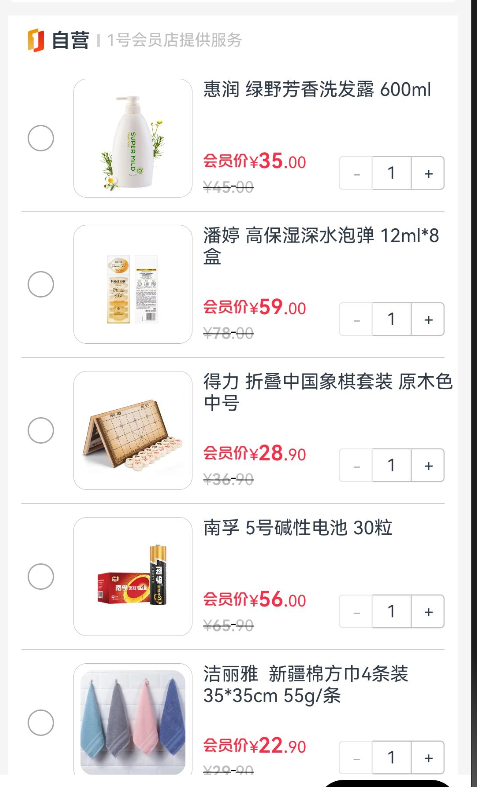 自营 | 1号会员店提供服务
惠润 绿野芳香洗发露 600ml
SUPER MILD
会员价¥35.00
¥45.00
- 1 +
潘婷 高保湿深水泡弹 12ml*8
盒
会员价¥59.00
¥78.00
- 1 +
得力 折叠中国象棋套装 原木色
中号
会员价¥28.90
¥36.90
- 1 +
南孚 5号碱性电池 30粒
会员价¥56.00
¥65.90
- 1 +
洁丽雅 新疆棉方巾4条装
35*35cm 55g/条
会员价¥22.90
¥29.90
- 1 +